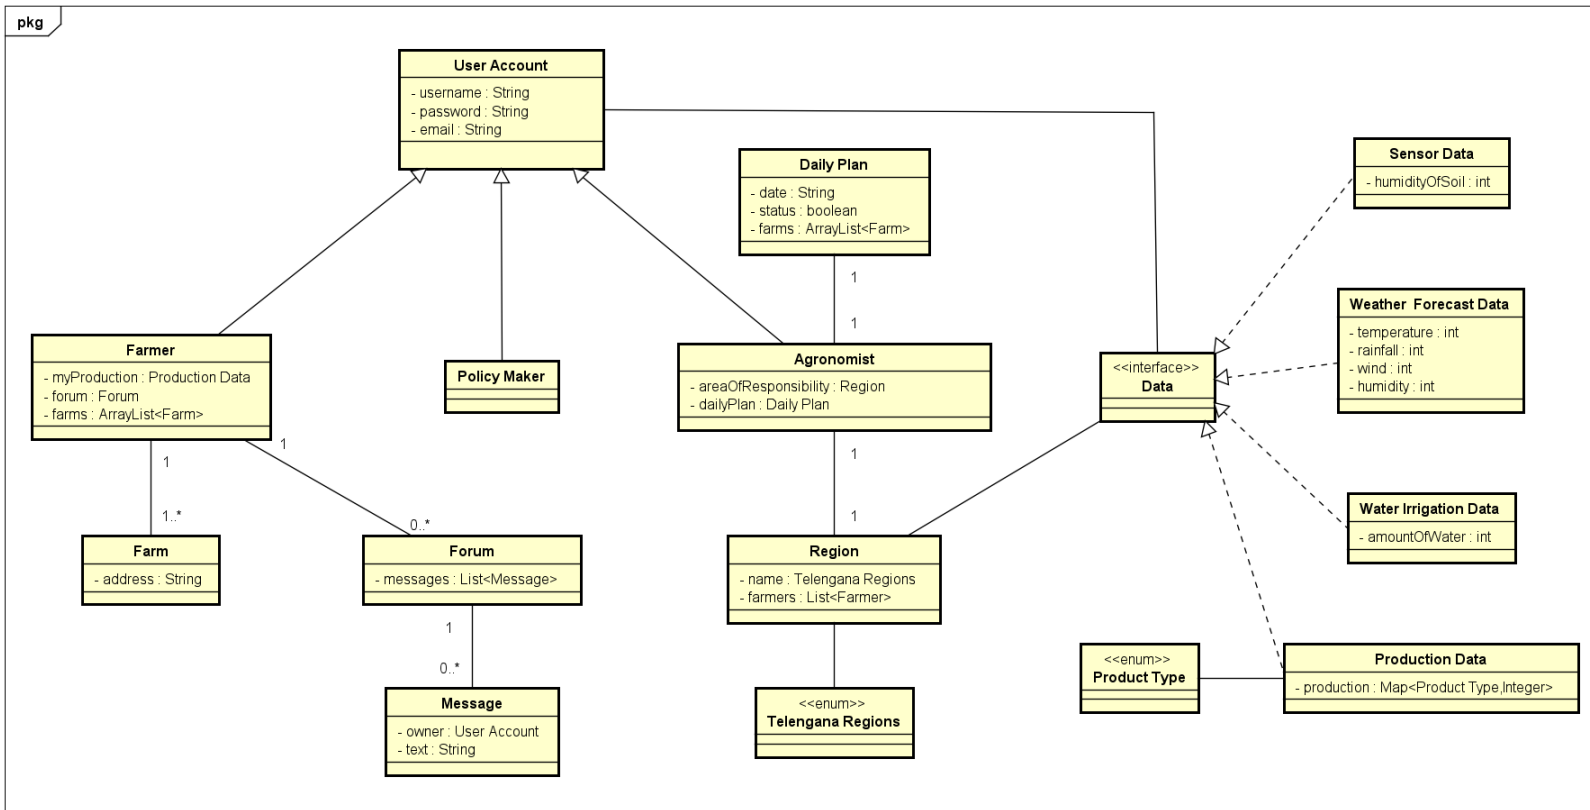 pkg
User Account
- username : String
- password : String
- email : String
Daily Plan
- date : String
- status : boolean
- farms : ArrayList<Farm>
Sensor Data
- humidityOfSoil : int
1
1
Weather Forecast Data
- temperature : int
- rainfall : int
- wind : int
- humidity : int
Farmer
- myProduction : Production Data
- forum : Forum
- farms : ArrayList<Farm>
Policy Maker
Agronomist
- areaOfResponsibility : Region
- dailyPlan : Daily Plan
<<interface>>
Data
1
1
1
1..*
0..*
1
Water Irrigation Data
- amountOfWater : int
Farm
- address : String
Forum
- messages : List<Message>
Region
- name : Telengana Regions
- farmers : List<Farmer>
1
0..*
<<enum>>
Product Type
Production Data
- production : Map<Product Type,Integer>
Message
- owner : User Account
- text : String
<<enum>>
Telengana Regions